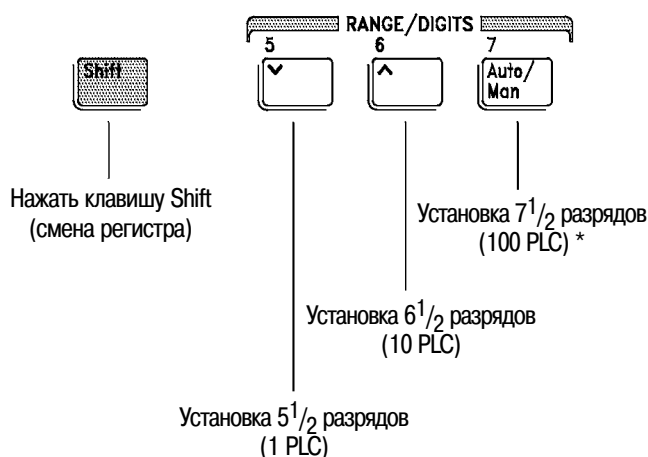 RANGE/DIGITS
5 6 7
Shift
Auto/
Man
Нажать клавишу Shift
(смена регистра)
Установка 7 1/2 разрядов
(100 PLC) *
Установка 6 1/2 разрядов
(10 PLC)
Установка 5 1/2 разрядов
(1 PLC)